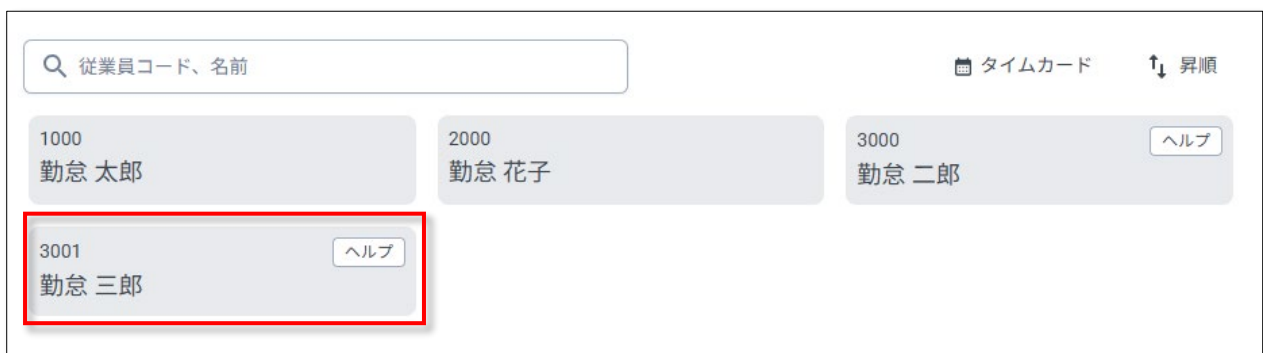 従業員コード、名前
タイムカード
昇順
1000
勤怠 太郎
2000
勤怠 花子
3000
ヘルプ
勤怠 二郎
3001
ヘルプ
勤怠 三郎